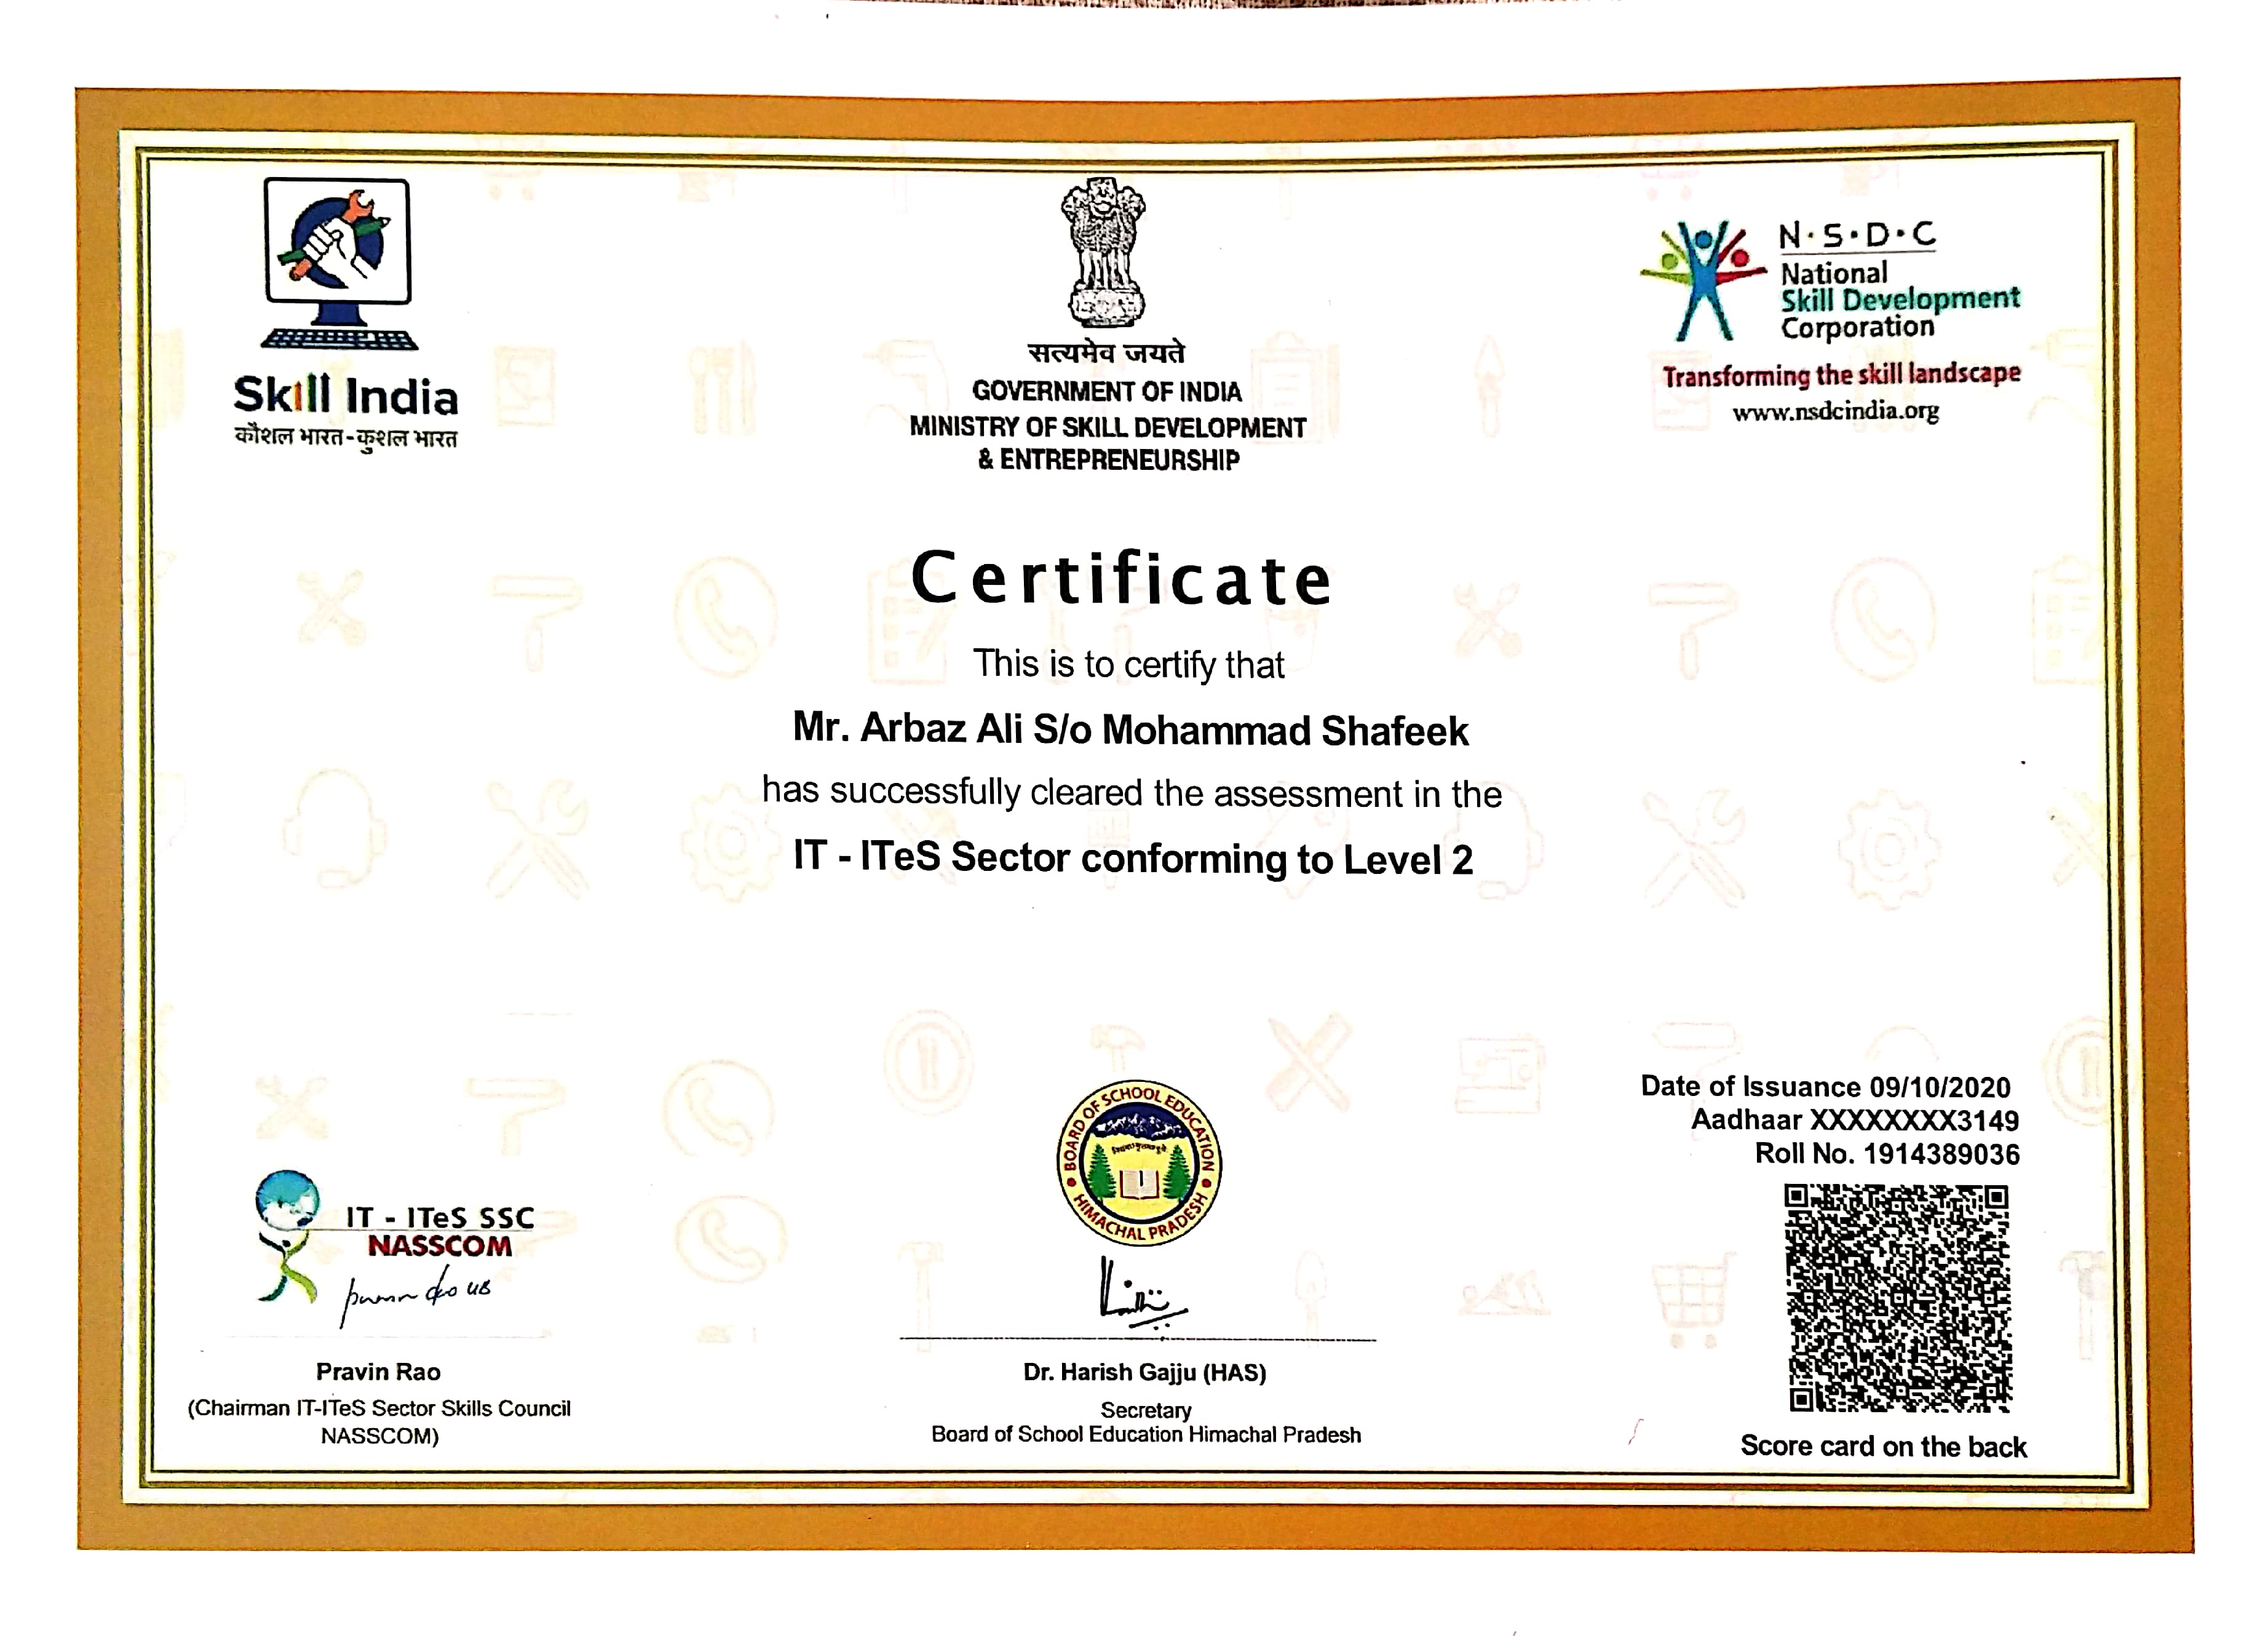 Skill India
कौशल भारत-कुशल भारत
सत्यमेव जयते
GOVERNMENT OF INDIA
MINISTRY OF SKILL DEVELOPMENT
& ENTREPRENEURSHIP
N·S·D·C
National
Skill Development
Corporation
Transforming the skill landscape
www.nsdcindia.org
Certificate
This is to certify that
Mr. Arbaz Ali S/o Mohammad Shafeek
has successfully cleared the assessment in the
IT - ITeS Sector conforming to Level 2
Date of Issuance 09/10/2020
Aadhaar XXXXXXXX3149
Roll No. 1914389036
BOARD OF SCHOOL EDUCATION
HIMACHAL PRADESH
IT - ITeS SSC
NASSCOM
Pravin Rao
(Chairman IT-ITeS Sector Skills Council
NASSCOM)
Dr. Harish Gajju (HAS)
Secretary
Board of School Education Himachal Pradesh
Score card on the back